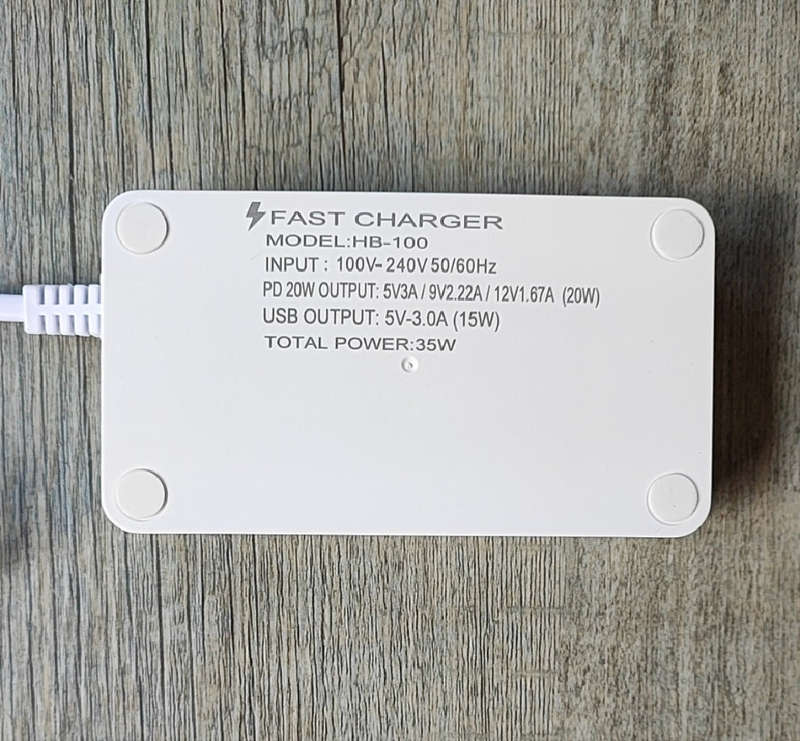 FAST CHARGER
MODEL:HB-100
INPUT : 100V-240V 50/60Hz
PD 20W OUTPUT: 5V3A / 9V2.22A / 12V1.67A (20W)
USB OUTPUT: 5V-3.0A (15W)
TOTAL POWER:35W